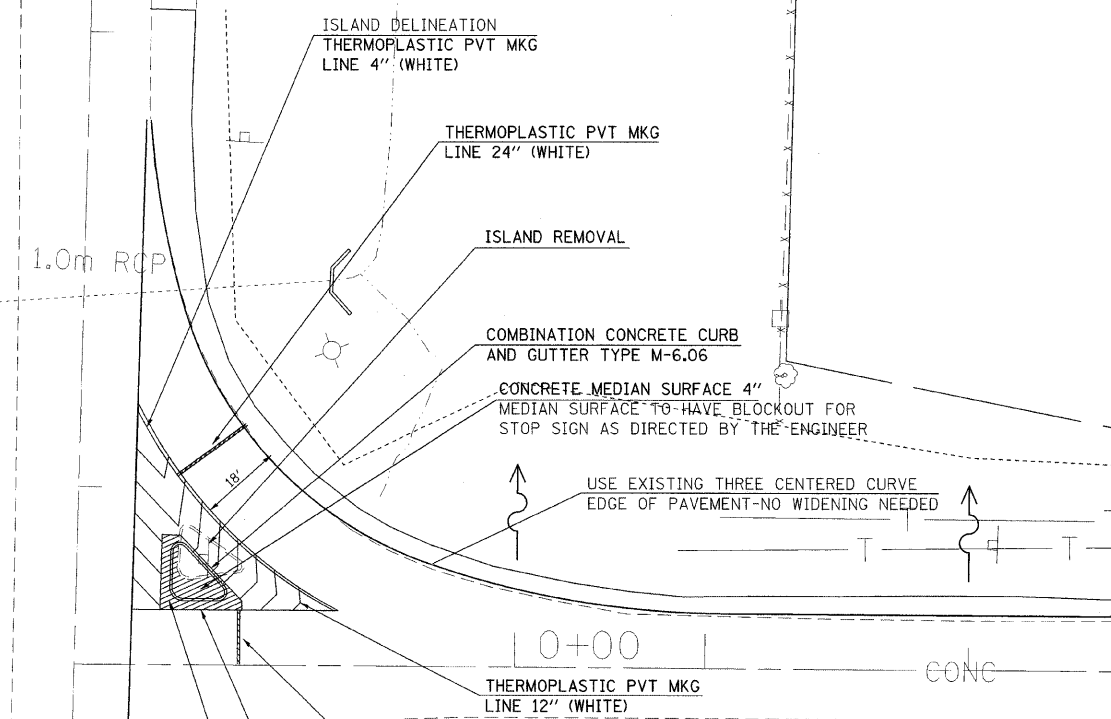 ISLAND DELINEATION
THERMOPLASTIC PVT MKG
LINE 4" (WHITE)
THERMOPLASTIC PVT MKG
LINE 24" (WHITE)
ISLAND REMOVAL
1.0m RCP
COMBINATION CONCRETE CURB
AND GUTTER TYPE M-6.06
CONCRETE MEDIAN SURFACE 4"
MEDIAN SURFACE TO HAVE BLOCKOUT FOR
STOP SIGN AS DIRECTED BY THE ENGINEER
18'
USE EXISTING THREE CENTERED CURVE
EDGE OF PAVEMENT-NO WIDENING NEEDED
T
T
T
0+00
CONC
THERMOPLASTIC PVT MKG
LINE 12" (WHITE)